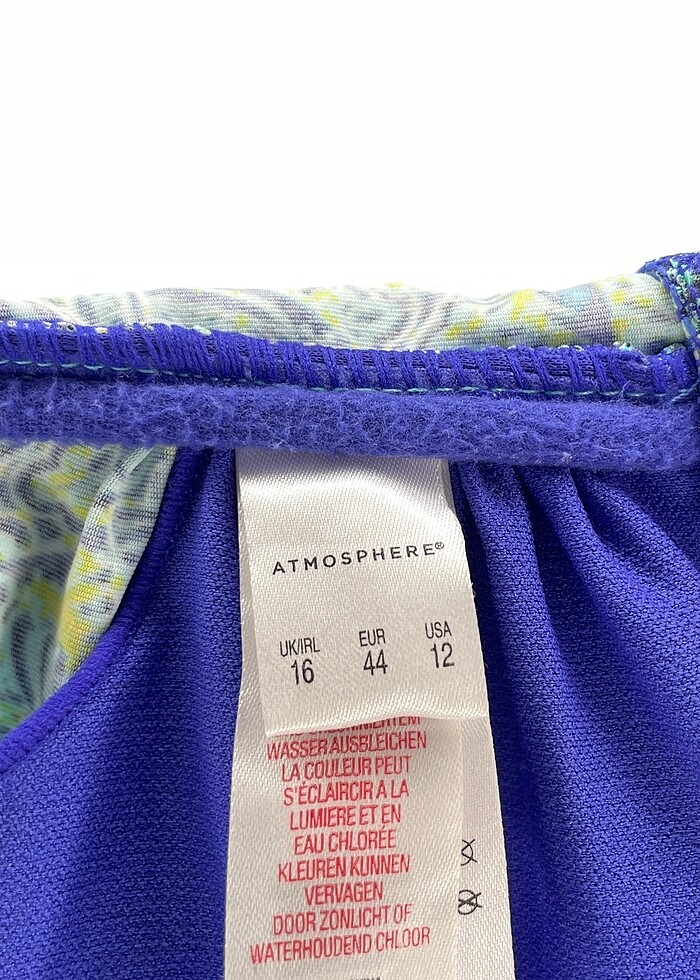 ATMOSPHERE®
UK/IRL EUR USA
16 44 12
WASSER AUSBLEICHEN
LA COULEUR PEUT
S'ÉCLAIRCIR A LA
LUMIERE ET EN
EAU CHLORÉE
KLEUREN KUNNEN
VERVAGEN
DOOR ZONLICHT OF
WATERHOUDEND CHLOOR